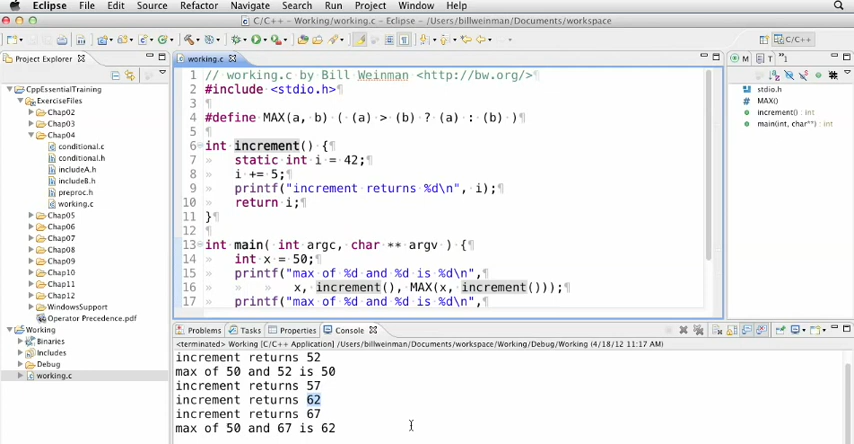 Eclipse File Edit Source Refactor Navigate Search Run Project Window Help
C/C++ - Working/working.c - Eclipse - /Users/billweinman/Documents/workspace
C/C++
Project Explorer
CppEssentialTraining
ExerciseFiles
Chap02
Chap03
Chap04
conditional.c
conditional.h
includeA.h
includeB.h
preproc.h
working.c
Chap05
Chap06
Chap07
Chap08
Chap09
Chap10
Chap11
Chap12
WindowsSupport
Operator Precedence.pdf
Working
Binaries
Includes
Debug
working.c
working.c
1 // working.c by Bill Weinman <http://bw.org/>
2 #include <stdio.h>
3
4 #define MAX(a, b) ( (a) > (b) ? (a) : (b) )
5
6 int increment() {
7 static int i = 42;
8 i += 5;
9 printf("increment returns %d\n", i);
10 return i;
11 }
12
13 int main( int argc, char ** argv ) {
14 int x = 50;
15 printf("max of %d and %d is %d\n",
16 x, increment(), MAX(x, increment()));
17 printf("max of %d and %d is %d\n",
stdio.h
MAX()
increment() : int
main(int, char**) : int
Problems Tasks Properties Console
<terminated> Working [C/C++ Application] /Users/billweinman/Documents/workspace/Working/Debug/Working (4/18/12 11:17 AM)
increment returns 52
max of 50 and 52 is 50
increment returns 57
increment returns 62
increment returns 67
max of 50 and 67 is 62